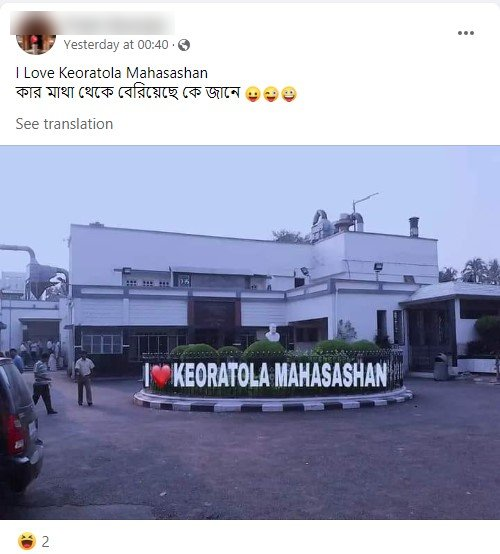 Yesterday at 00:40 ·
I Love Keoratola Mahasashan
কার মাথা থেকে বেরিয়েছে কে জানে 😛😜🤪
See translation
I❤️KEORATOLA MAHASASHAN
2